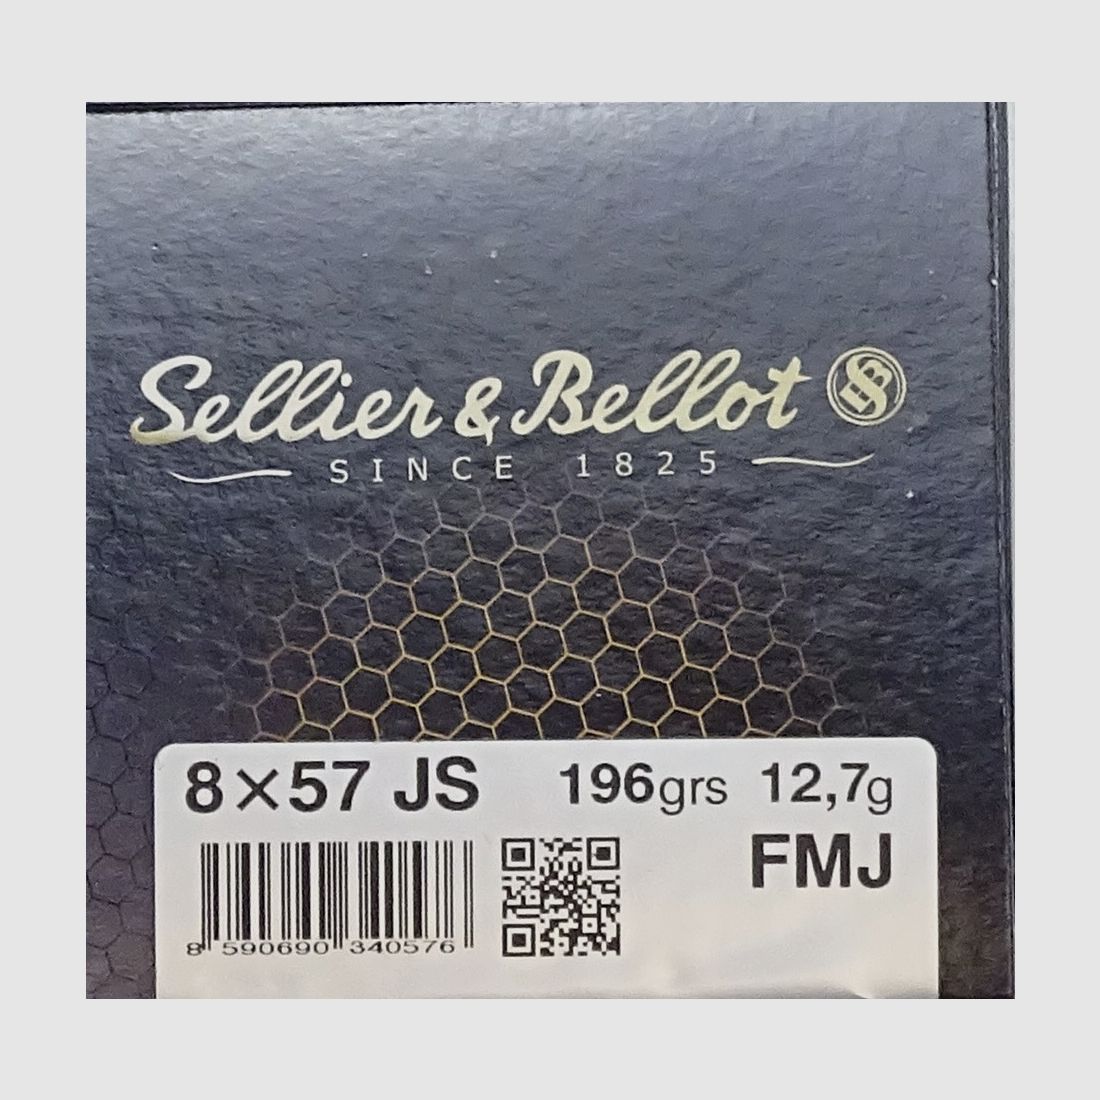 Sellier & Bellot
SINCE 1825
8×57 JS 196grs 12,7g
FMJ
8 590690 340576